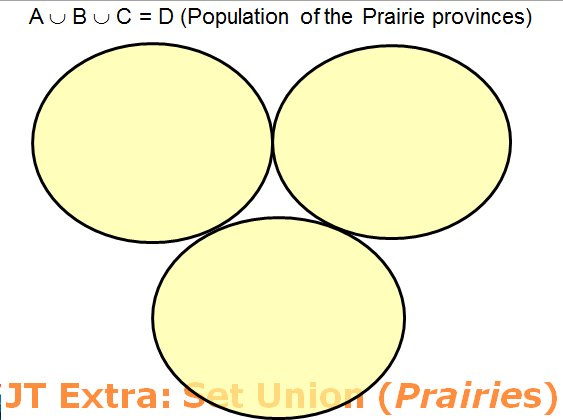 A ∪ B ∪ C = D (Population of the Prairie provinces)
JT Extra: Set Union (Prairies)